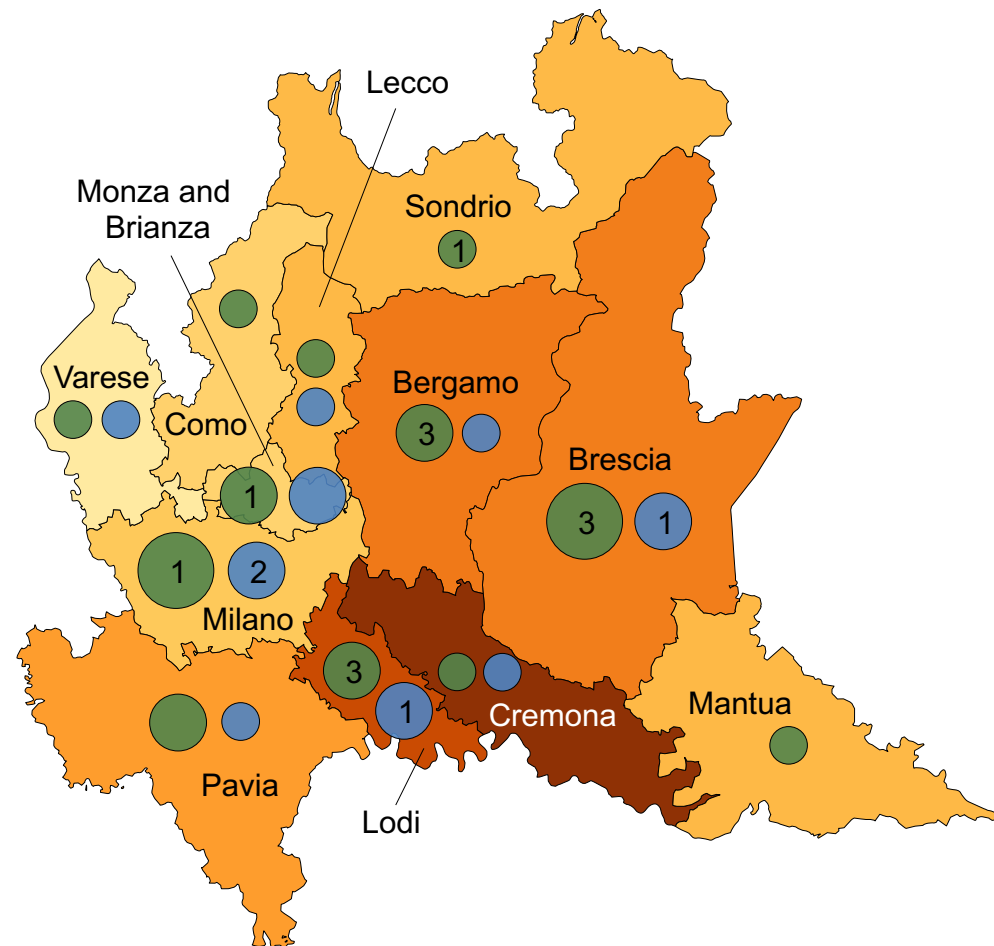 Lecco
Monza and
Brianza
Sondrio
1
Varese
Bergamo
Como
3
Brescia
1
3
1
1
2
Milano
3
Mantua
1
Cremona
Pavia
Lodi